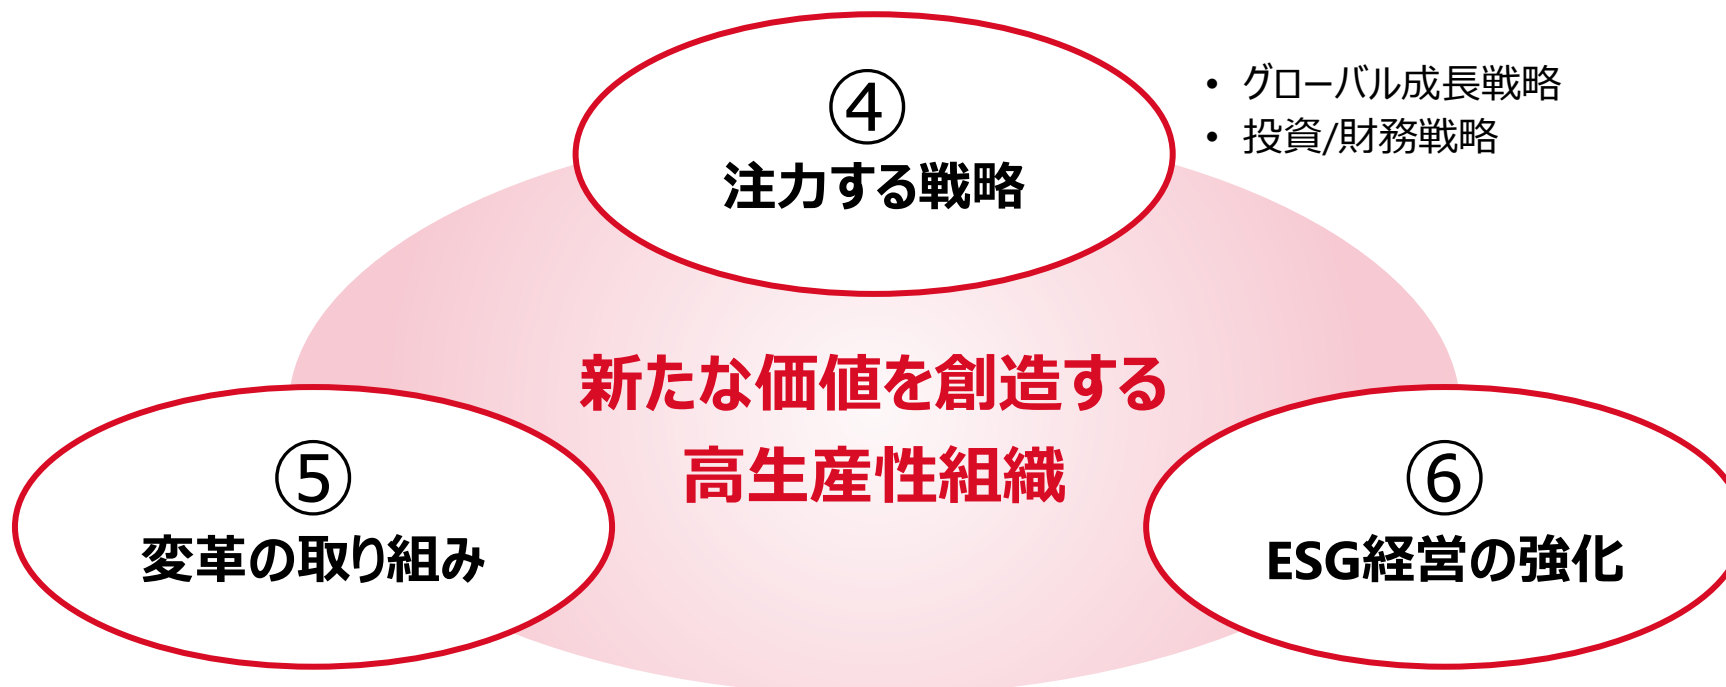 ④
注力する戦略
• グローバル成長戦略
• 投資/財務戦略
新たな価値を創造する
高生産性組織
⑤
変革の取り組み
⑥
ESG経営の強化